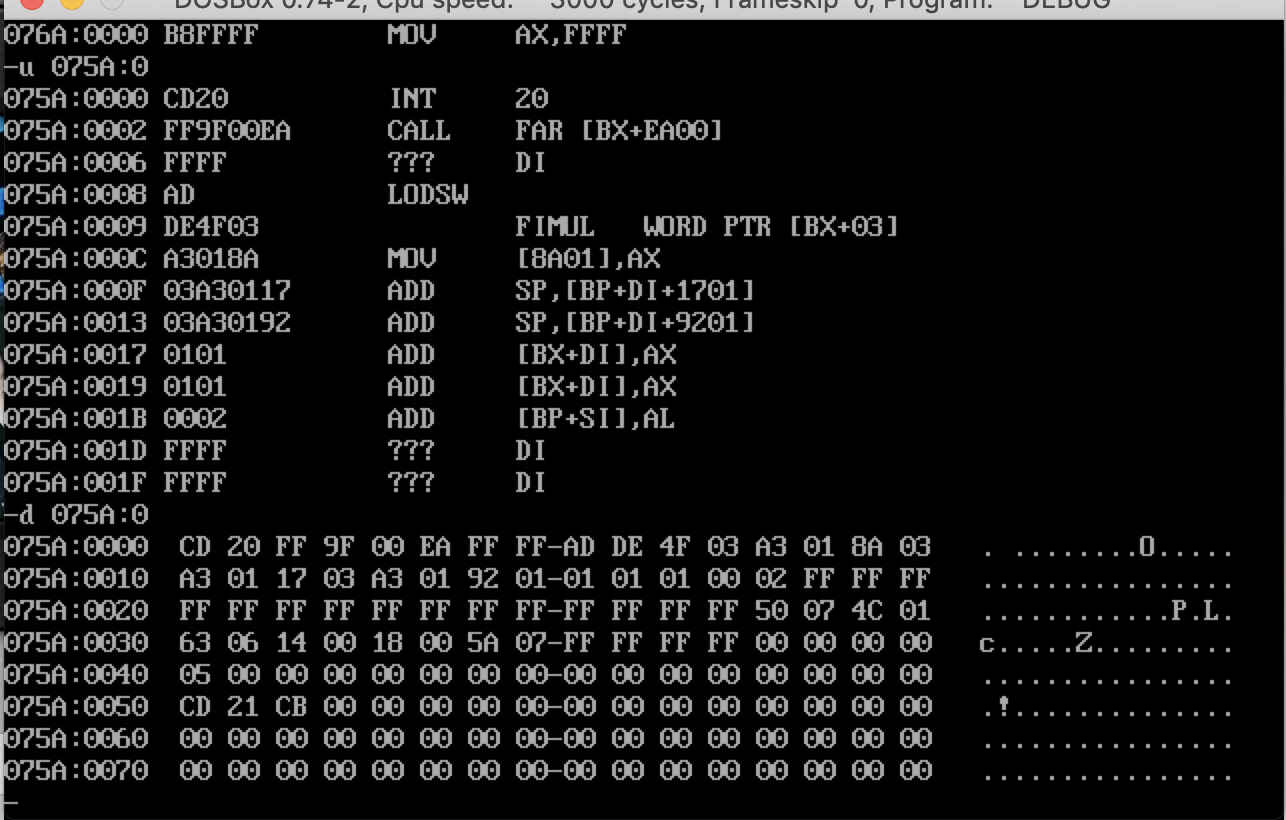 DOSBox 0.74-2, Cpu speed: 3000 cycles, Frameskip 0, Program: DEBUG
076A:0000 B8FFFF MOV AX,FFFF
-u 075A:0
075A:0000 CD20 INT 20
075A:0002 FF9F00EA CALL FAR [BX+EA00]
075A:0006 FFFF ??? DI
075A:0008 AD LODSW
075A:0009 DE4F03 FIMUL WORD PTR [BX+03]
075A:000C A3018A MOV [8A01],AX
075A:000F 03A30117 ADD SP,[BP+DI+1701]
075A:0013 03A30192 ADD SP,[BP+DI+9201]
075A:0017 0101 ADD [BX+DI],AX
075A:0019 0101 ADD [BX+DI],AX
075A:001B 0002 ADD [BP+SI],AL
075A:001D FFFF ??? DI
075A:001F FFFF ??? DI
-d 075A:0
075A:0000 CD 20 FF 9F 00 EA FF FF-AD DE 4F 03 A3 01 8A 03 . ........O.....
075A:0010 A3 01 17 03 A3 01 92 01-01 01 01 00 02 FF FF FF ................
075A:0020 FF FF FF FF FF FF FF FF-FF FF FF FF 50 07 4C 01 ............P.L.
075A:0030 63 06 14 00 18 00 5A 07-FF FF FF FF 00 00 00 00 c.....Z.........
075A:0040 05 00 00 00 00 00 00 00-00 00 00 00 00 00 00 00 ................
075A:0050 CD 21 CB 00 00 00 00 00-00 00 00 00 00 00 00 00 .!..............
075A:0060 00 00 00 00 00 00 00 00-00 00 00 00 00 00 00 00 ................
075A:0070 00 00 00 00 00 00 00 00-00 00 00 00 00 00 00 00 ................
-